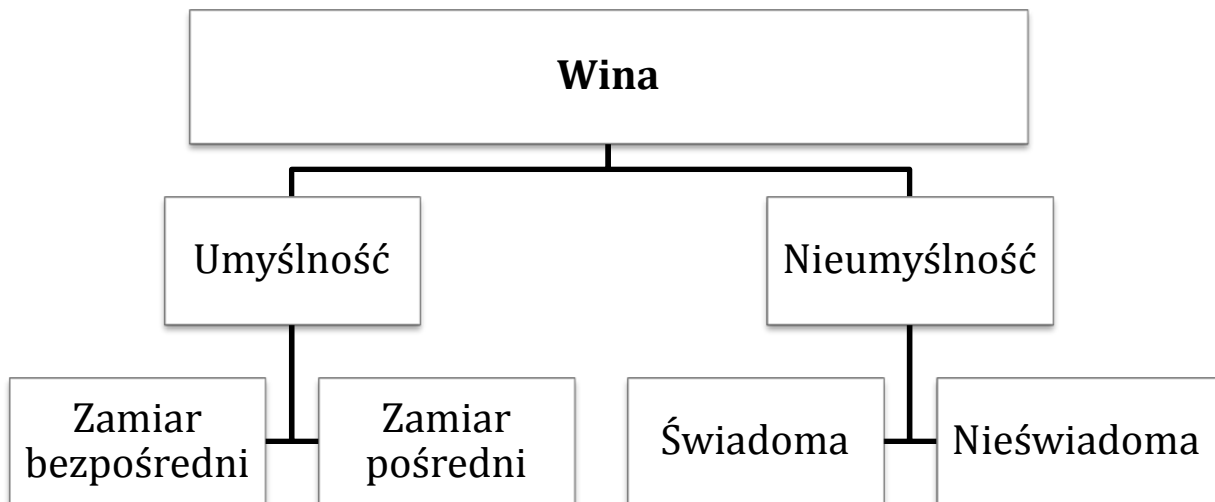 Wina
Umyślność
Nieumyślność
Zamiar
bezpośredni
Zamiar
pośredni
Świadoma
Nieświadoma